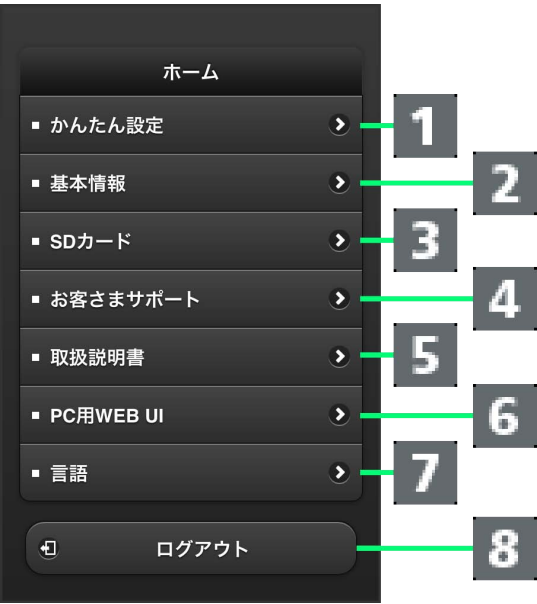 ホーム
かんたん設定 1
基本情報 2
SDカード 3
お客さまサポート 4
取扱説明書 5
PC用WEB UI 6
言語 7
ログアウト 8